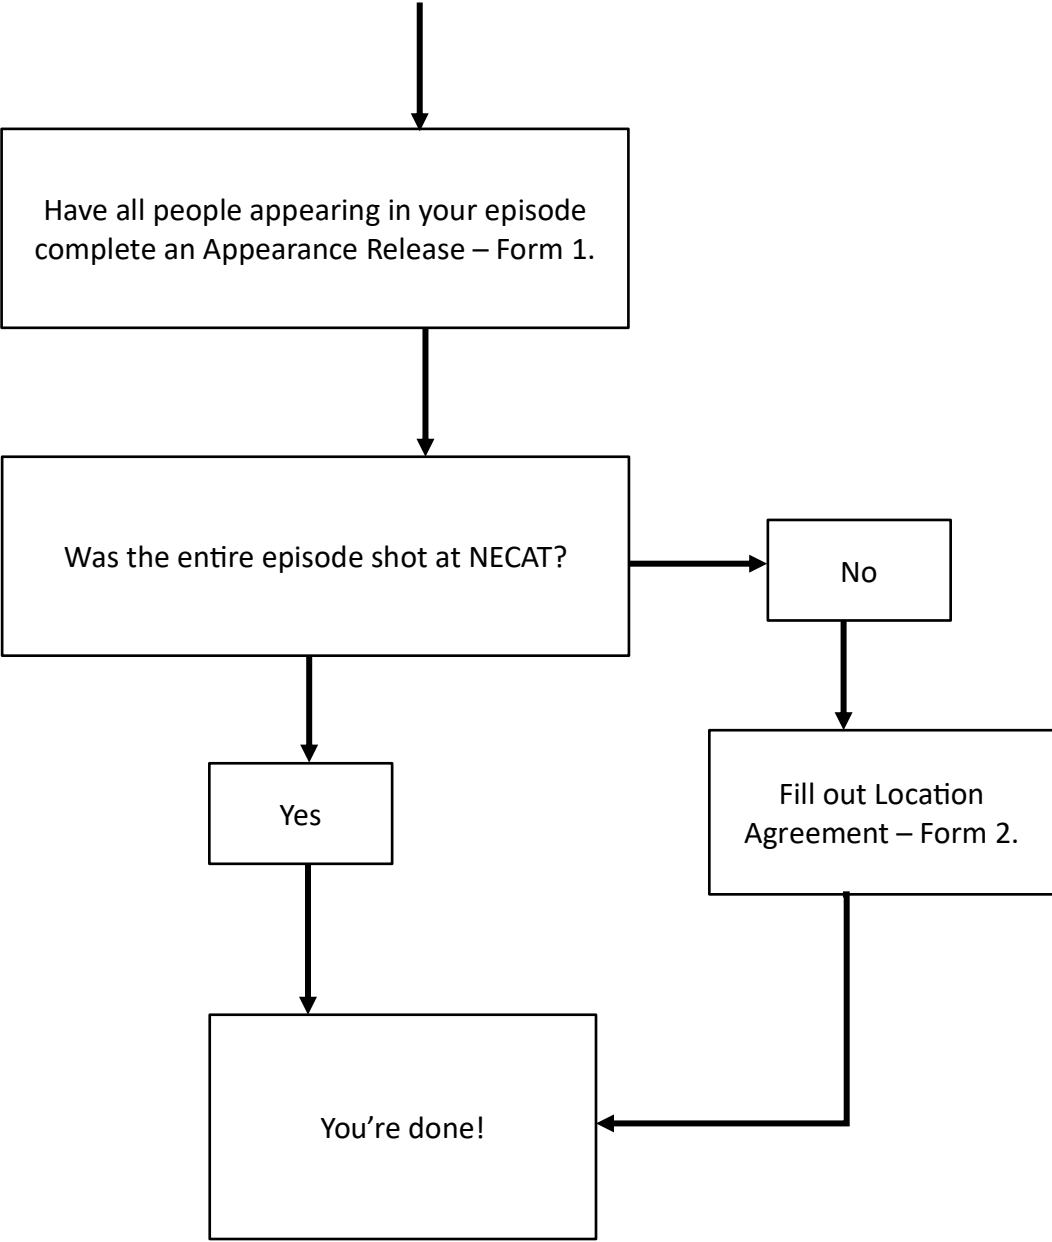 Have all people appearing in your episode
complete an Appearance Release – Form 1.
Was the entire episode shot at NECAT?
No
Yes
Fill out Location
Agreement – Form 2.
You’re done!